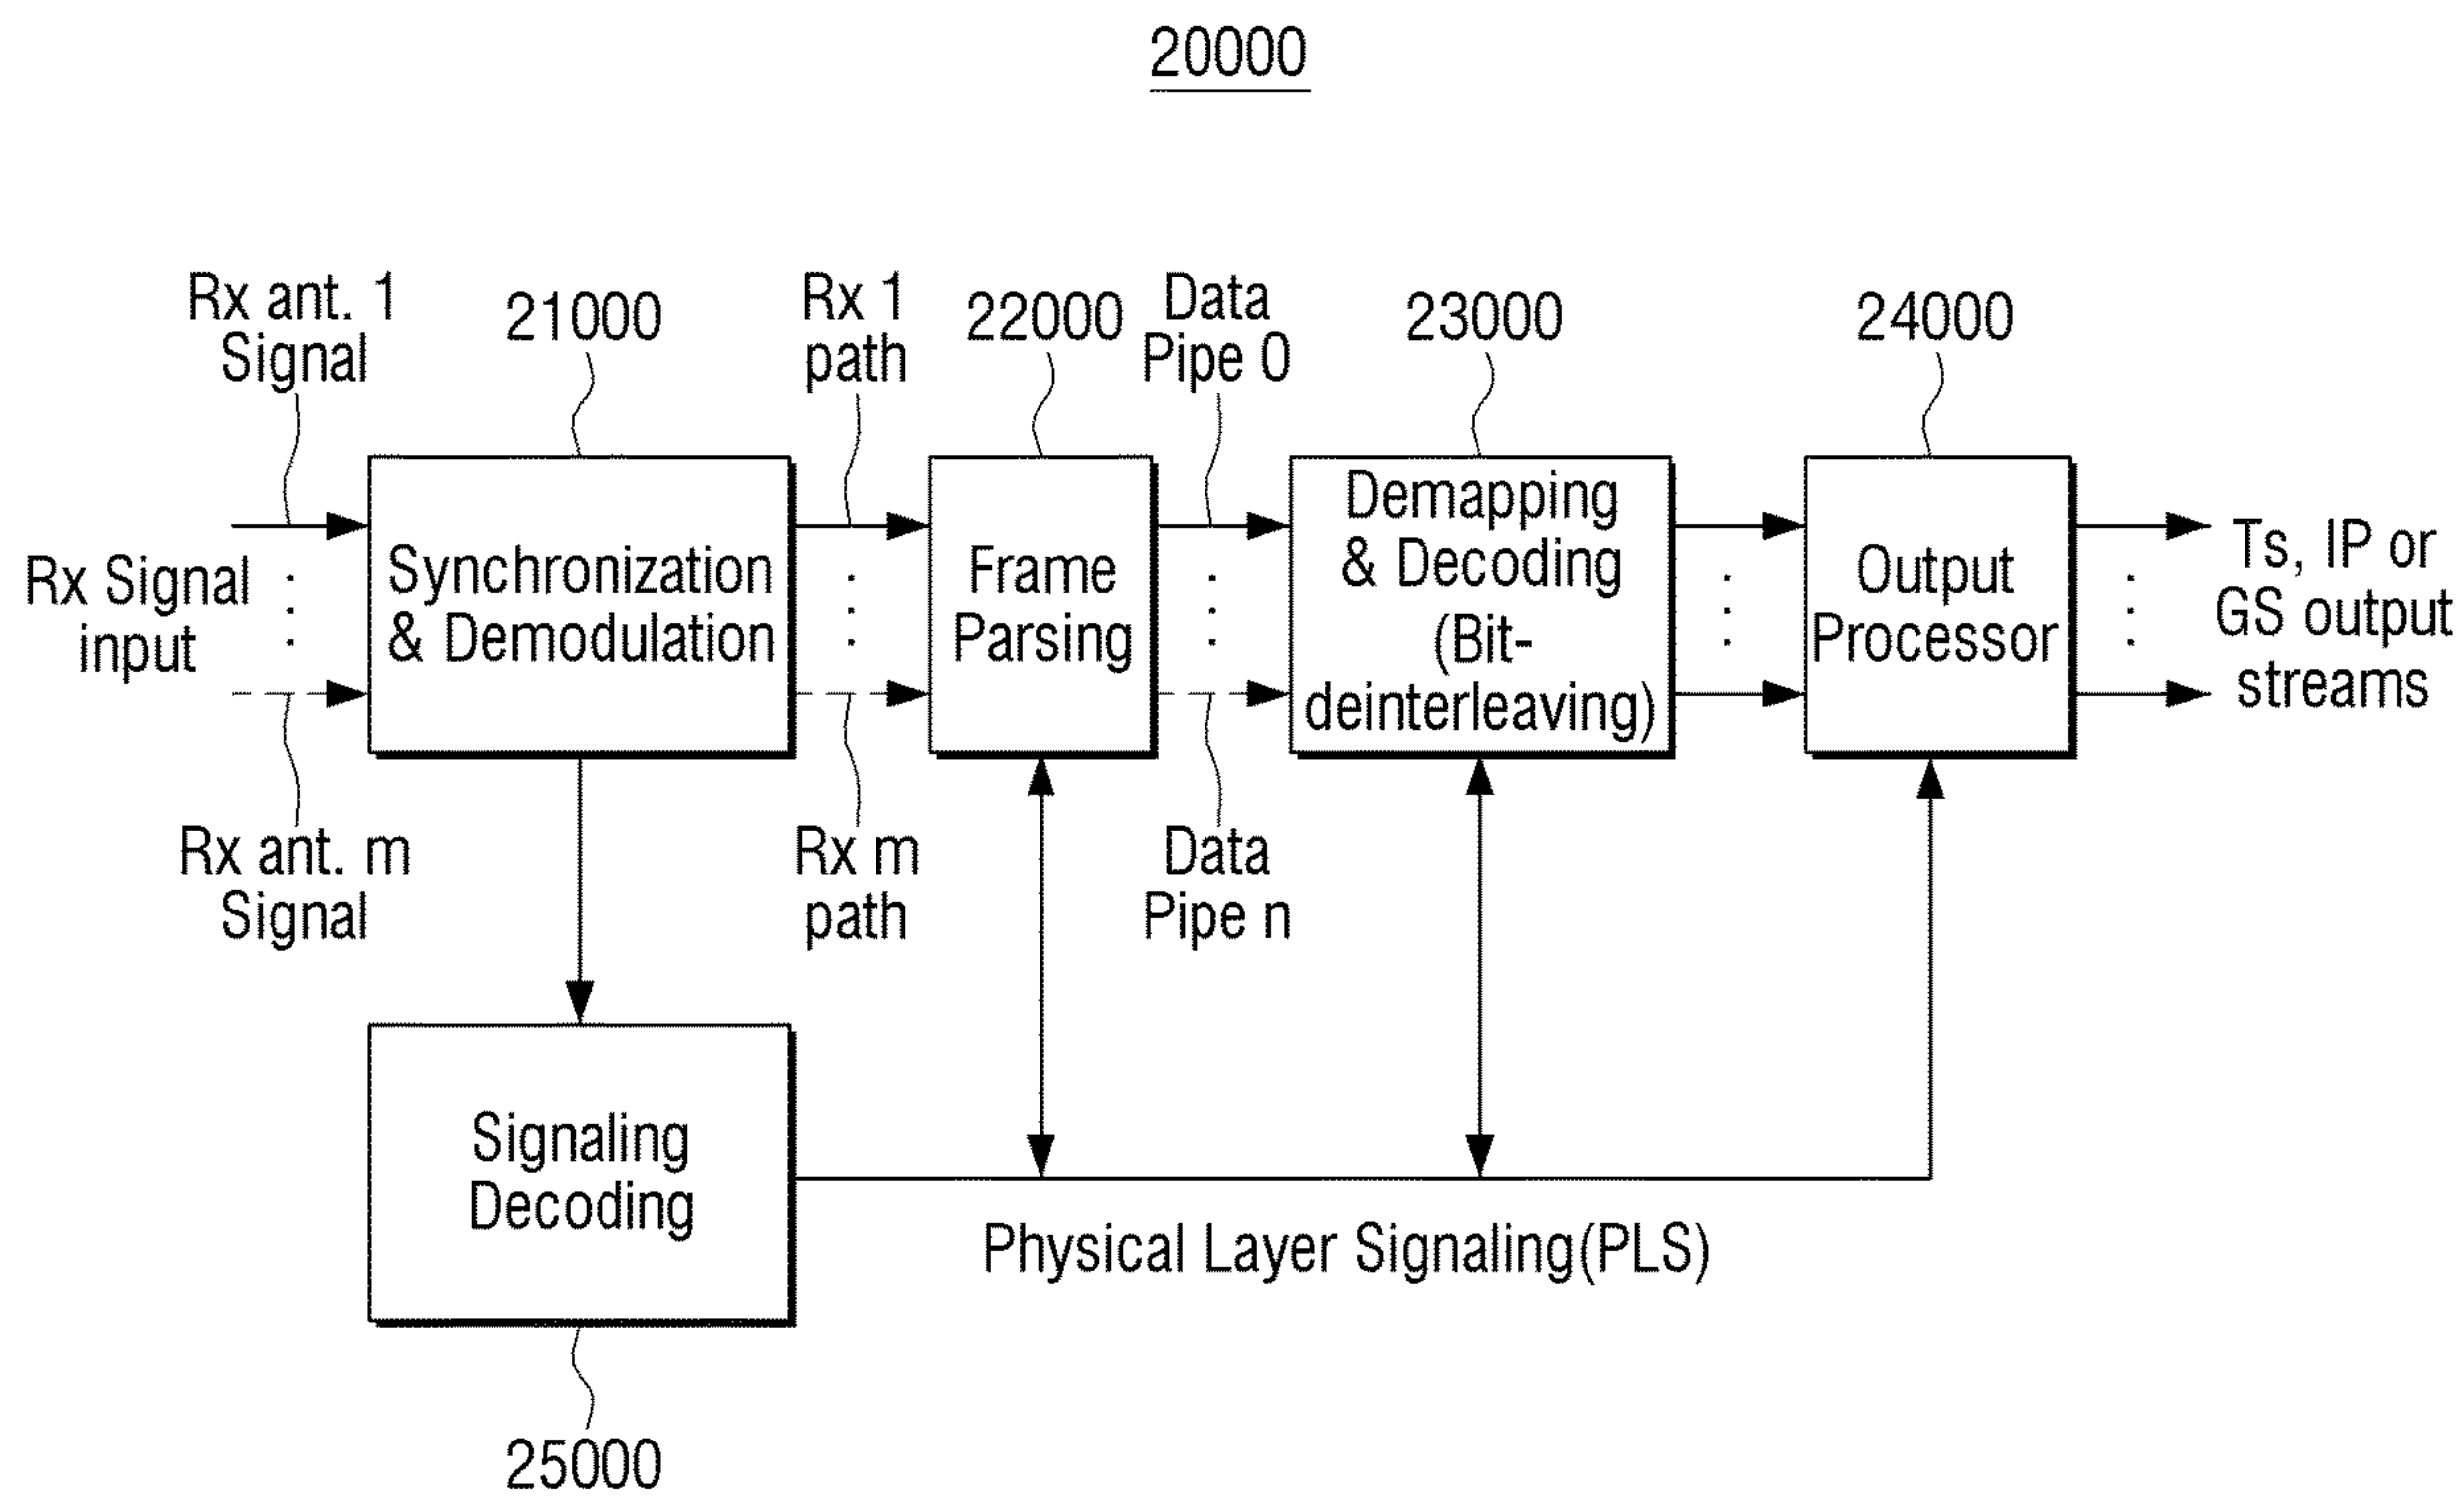 20000
Rx ant. 1
Signal
21000
Rx 1
path
22000
Data
Pipe 0
23000
24000
Rx Signal
input
Synchronization
& Demodulation
Frame
Parsing
Demapping
& Decoding
(Bit-
deinterleaving)
Output
Processor
Ts, IP or
GS output
streams
Rx ant. m
Signal
Rx m
path
Data
Pipe n
Signaling
Decoding
Physical Layer Signaling(PLS)
25000